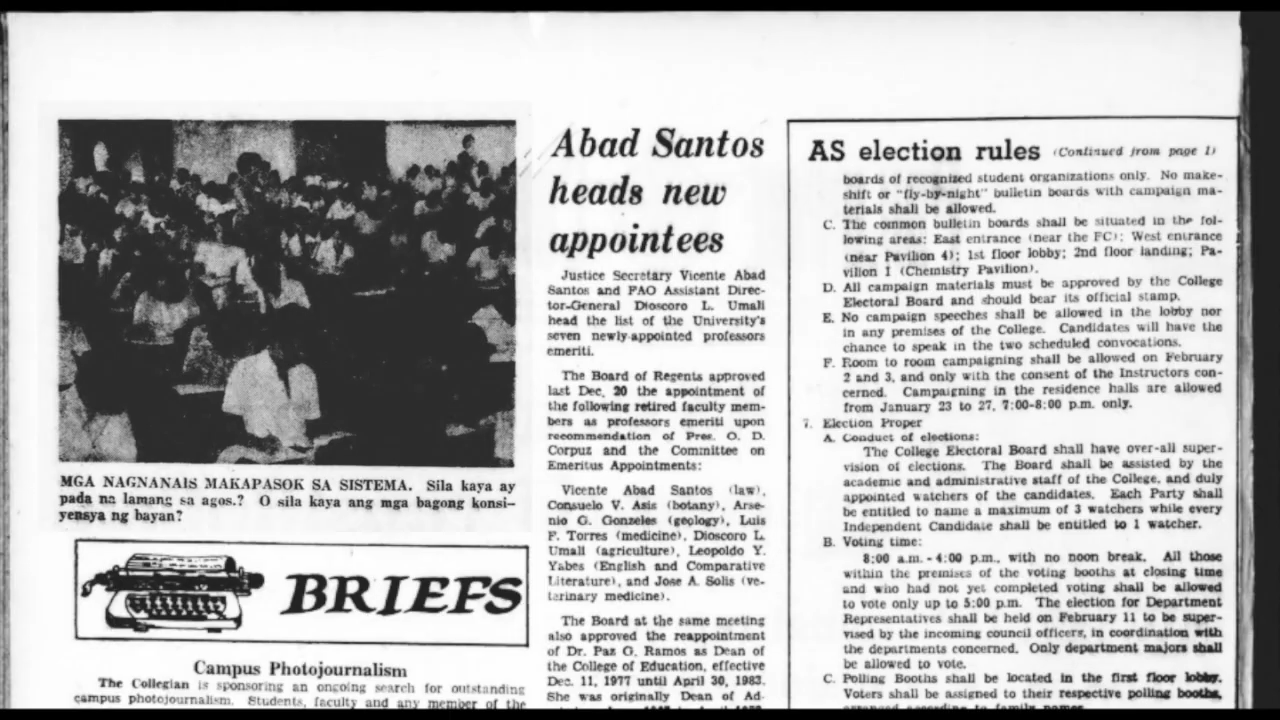 MGA NAGNANAIS MAKAPASOK SA SISTEMA. Sila kaya ay
pada na lamang sa agos.? O sila kaya ang mga bagong konsi-
yensya ng bayan?
BRIEFS
Campus Photojournalism
The Collegian is sponsoring an ongoing search for outstanding
campus photojournalism. Students, faculty and any member of the
Abad Santos
heads new
appointees
Justice Secretary Vicente Abad
Santos and FAO Assistant Direc-
tor-General Dioscoro L. Umali
head the list of the University's
seven newly-appointed professors
emeriti.
The Board of Regents approved
last Dec. 20 the appointment of
the following retired faculty mem-
bers as professors emeriti upon
recommendation of Pres. O. D.
Corpuz and the Committee on
Emeritus Appointments:
Vicente Abad Santos (law),
Consuelo V. Asis (botany), Arse-
nio G. Gonzales (geology), Luis
F. Torres (medicine), Dioscoro L.
Umali (agriculture), Leopoldo Y.
Yabes (English and Comparative
Literature), and Jose A. Solis (ve-
terinary medicine).
The Board at the same meeting
also approved the reappointment
of Dr. Paz G. Ramos as Dean of
the College of Education, effective
Dec. 11, 1977 until April 30, 1983.
She was originally Dean of Ad-
AS election rules (Continued from page 1)
boards of recognized student organizations only. No make-
shift or "fly-by-night" bulletin boards with campaign ma-
terials shall be allowed.
C. The common bulletin boards shall be situated in the fol-
lowing areas: East entrance (near the FC); West entrance
(near Pavilion 4); 1st floor lobby; 2nd floor landing; Pa-
vilion 1 (Chemistry Pavilion).
D. All campaign materials must be approved by the College
Electoral Board and should bear its official stamp.
E. No campaign speeches shall be allowed in the lobby nor
in any premises of the College. Candidates will have the
chance to speak in the two scheduled convocations.
F. Room to room campaigning shall be allowed on February
2 and 3, and only with the consent of the Instructors con-
cerned. Campaigning in the residence halls are allowed
from January 23 to 27, 7:00-8:00 p.m. only.
7. Election Proper
A. Conduct of elections:
The College Electoral Board shall have over-all super-
vision of elections. The Board shall be assisted by the
academic and administrative staff of the College, and duly
appointed watchers of the candidates. Each Party shall
be entitled to name a maximum of 3 watchers while every
Independent Candidate shall be entitled to 1 watcher.
B. Voting time:
8:00 a.m. - 4:00 p.m., with no noon break. All those
within the premises of the voting booths at closing time
and who had not yet completed voting shall be allowed
to vote only up to 5:00 p.m. The election for Department
Representatives shall be held on February 11 to be super-
vised by the incoming council officers, in coordination with
the departments concerned. Only department majors shall
be allowed to vote.
C. Polling Booths shall be located in the first floor lobby.
Voters shall be assigned to their respective polling booths,